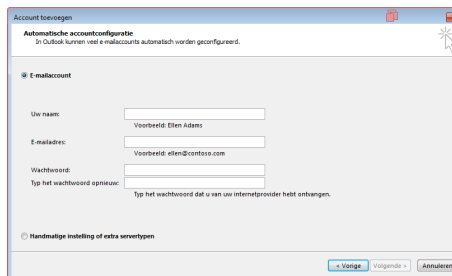 Account toevoegen
Automatische accountconfiguratie
In Outlook kunnen veel e-mailaccounts automatisch worden geconfigureerd.
E-mailaccount
Uw naam:
Voorbeeld: Ellen Adams
E-mailadres:
Voorbeeld: ellen@contoso.com
Wachtwoord:
Typ het wachtwoord opnieuw:
Typ het wachtwoord dat u van uw internetprovider hebt ontvangen.
Handmatige instelling of extra servertypen
< Vorige Volgende > Annuleren